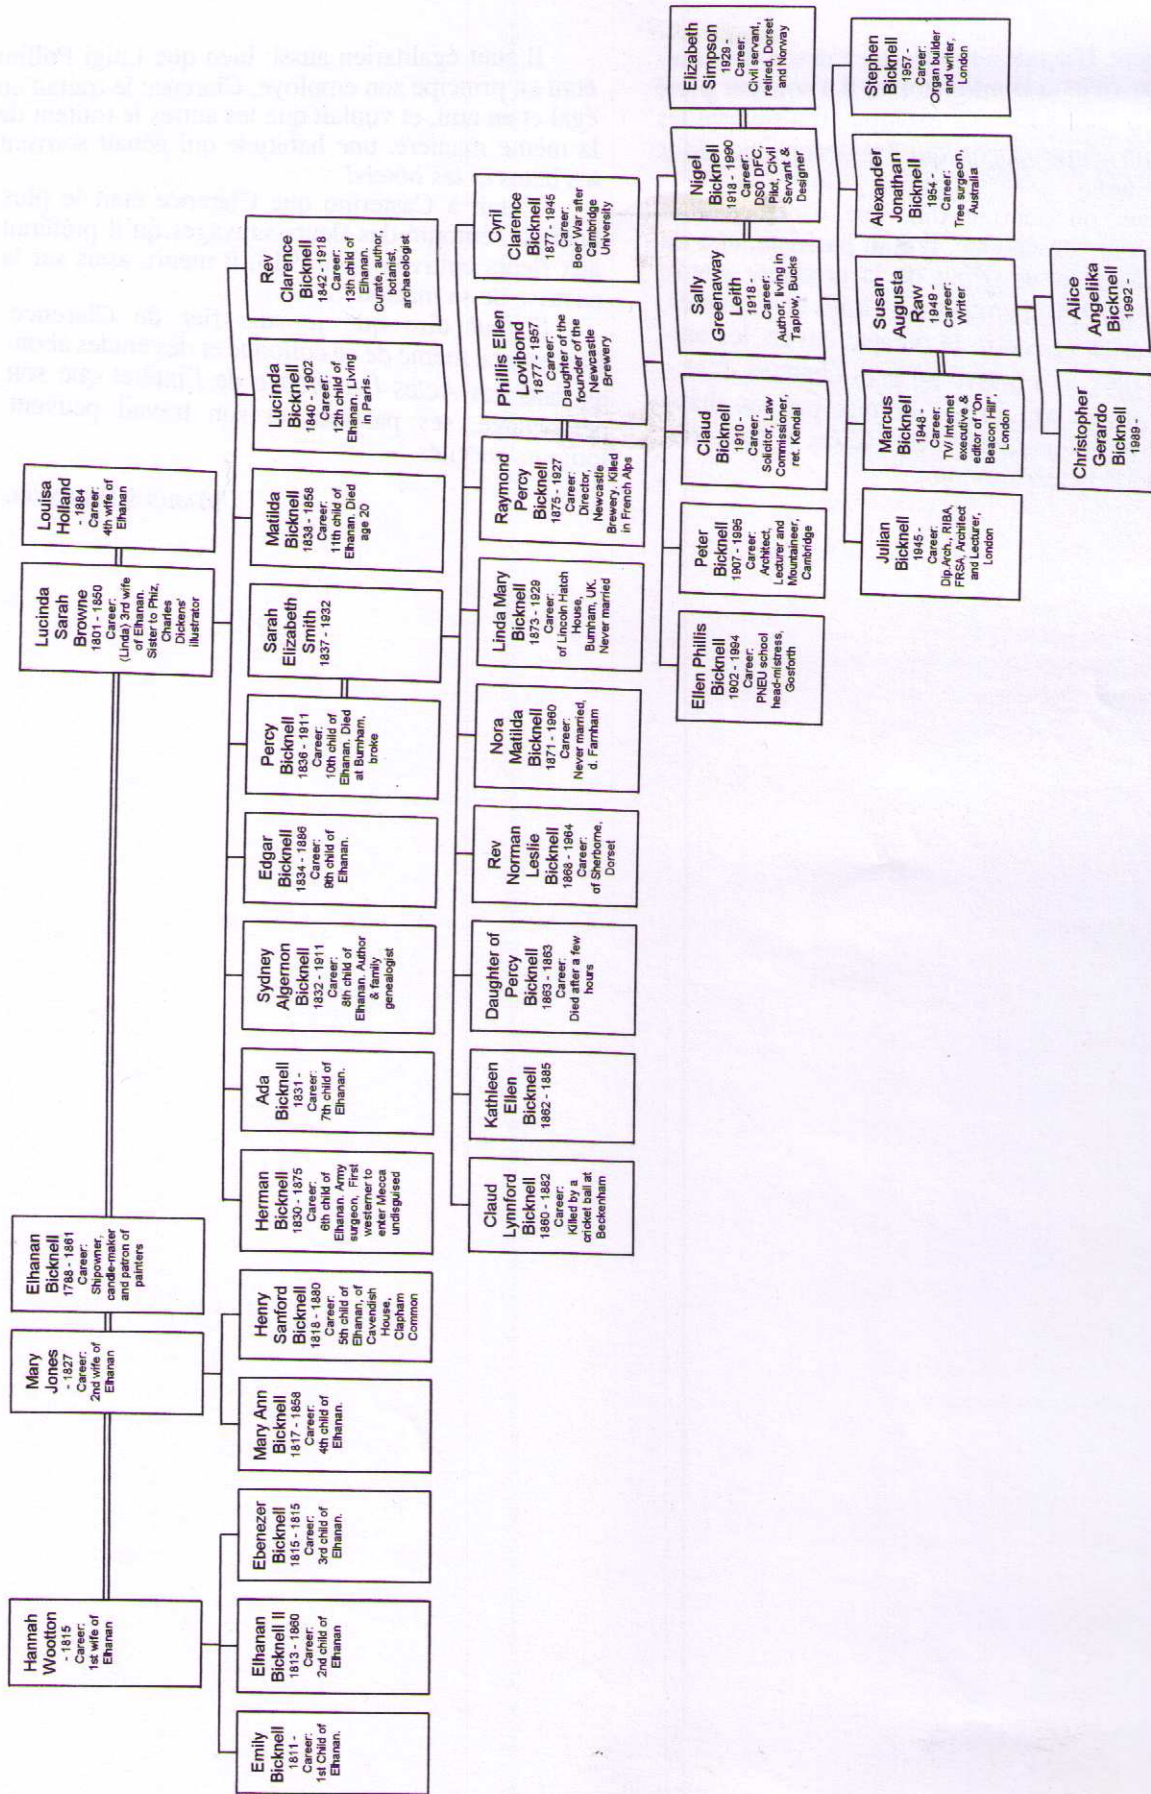 Hannah
Wootton
- 1815
Career:
1st wife of
Elhanan
Mary
Jones
- 1827
Career:
2nd wife of
Elhanan
Elhanan
Bicknell
1788 - 1861
Career:
Shipowner,
candle-maker
and patron of
painters
Lucinda
Sarah
Browne
1801 - 1850
Career:
(Linda) 3rd wife
of Elhanan.
Sister to Phiz,
Charles
Dickens'
illustrator
Louisa
Holland
- 1884
Career:
4th wife of
Elhanan
Emily
Bicknell
1811 -
Career:
1st Child of
Elhanan.
Elhanan
Bicknell II
1813 - 1860
Career:
2nd child of
Elhanan
Ebenezer
Bicknell
1815 - 1815
Career:
3rd child of
Elhanan.
Mary Ann
Bicknell
1817 - 1858
Career:
4th child of
Elhanan.
Henry
Sanford
Bicknell
1818 - 1880
Career:
5th child of
Elhanan, of
Cavendish
House,
Clapham
Common
Herman
Bicknell
1830 - 1875
Career:
6th child of
Elhanan. Army
surgeon, First
westerner to
enter Mecca
undisguised
Ada
Bicknell
1831 -
Career:
7th child of
Elhanan.
Sydney
Algernon
Bicknell
1832 - 1911
Career:
8th child of
Elhanan. Author
& family
genealogist
Edgar
Bicknell
1834 - 1886
Career:
9th child of
Elhanan.
Percy
Bicknell
1836 - 1911
Career:
10th child of
Elhanan. Died
at Burnham,
broke
Sarah
Elizabeth
Smith
1837 - 1932
Matilda
Bicknell
1838 - 1858
Career:
11th child of
Elhanan. Died
age 20
Lucinda
Bicknell
1840 - 1902
Career:
12th child of
Elhanan. Living
in Paris.
Rev
Clarence
Bicknell
1842 - 1918
Career:
13th child of
Elhanan.
Curate, author
botanist
archaeologist
Claud
Lynnford
Bicknell
1860 - 1882
Career:
Killed by a
cricket ball at
Beckenham
Kathleen
Ellen
Bicknell
1862 - 1885
Daughter of
Percy
Bicknell
1863 - 1863
Career:
Died after a few
hours
Rev
Norman
Leslie
Bicknell
1868 - 1964
Career:
of Sherborne,
Dorset
Nora
Matilda
Bicknell
1871 - 1960
Career:
Never married,
d. Farnham
Linda Mary
Bicknell
1873 - 1929
Career:
of Lincoln Hatch
House,
Burnham, UK.
Never married
Raymond
Percy
Bicknell
1875 - 1927
Career:
Director,
Newcastle
Brewery. Killed
in French Alps
Phillis Ellen
Lovibond
1877 - 1957
Career:
Daughter of the
founder of the
Newcastle
Brewery
Cyril
Clarence
Bicknell
1877 - 1945
Career:
Boer War after
Cambridge
University
Ellen Phillis
Bicknell
1902 - 1994
Career:
PNEU school
head-mistress,
Gosforth
Peter
Bicknell
1907 - 1995
Career:
Architect,
Lecturer and
Mountaineer,
Cambridge
Claud
Bicknell
1910 -
Career:
Solicitor, Law
Commissioner,
ret. Kendal
Sally
Greenaway
Leith
1918 -
Career:
Author, living in
Taplow, Bucks
Nigel
Bicknell
1918 - 1990
Career:
DSO DFC,
Pilot, Civil
Servant &
Designer
Elizabeth
Simpson
1929 -
Career:
Civil servant,
retired, Dorset
and Norway
Julian
Bicknell
1945 -
Career:
Dip.Arch., RIBA,
FRSA, Architect
and Lecturer,
London
Marcus
Bicknell
1948 -
Career:
TV/ Internet
executive &
editor of "On
Beacon Hill",
London
Susan
Augusta
Raw
1949 -
Career:
Writer
Alexander
Jonathan
Bicknell
1954 -
Career:
Tree surgeon,
Australia
Stephen
Bicknell
1957 -
Career:
Organ builder
and writer,
London
Christopher
Gerardo
Bicknell
1989 -
Alice
Angelika
Bicknell
1992 -